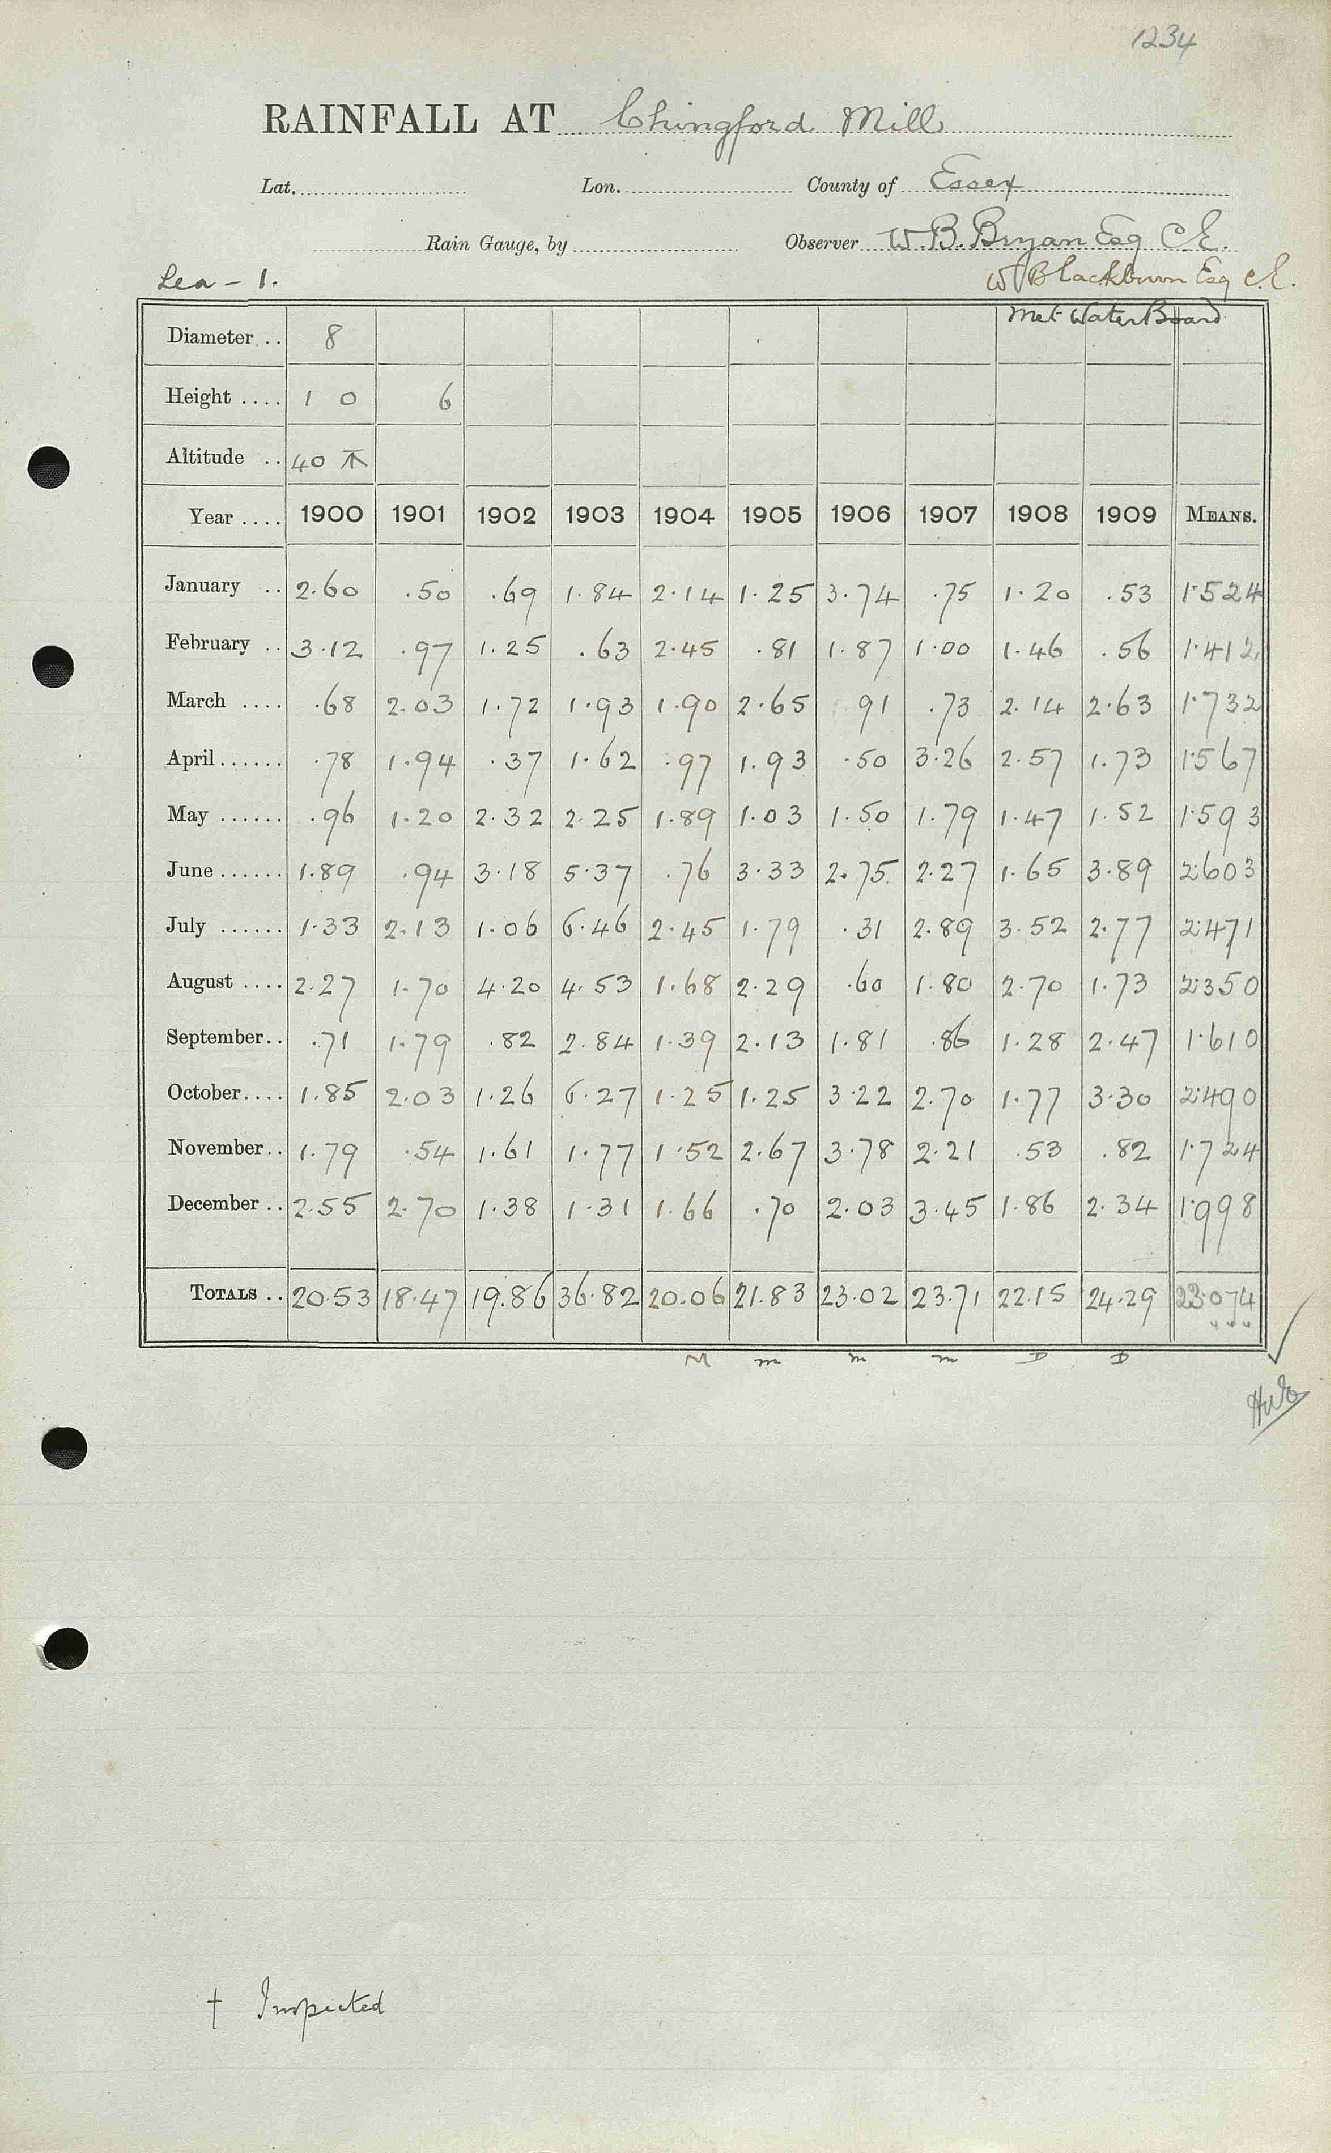 1234
RAINFALL AT Chingford Mill
Lat. Lon. County of Essex
Rain Gauge, by Observer W. B. Bryan Esq C.E.
Lea - 1. W Blackburn Esq C.E.
Met Water Board
Diameter .. 8
Height .... 1 0 6
Altitude .. 40
Year .... 1900 1901 1902 1903 1904 1905 1906 1907 1908 1909 MEANS.
January .. 2.60 .50 .69 1.84 2.14 1.25 3.74 .75 1.20 .53 1.524
February .. 3.12 .97 1.25 .63 2.45 .81 1.87 1.00 1.46 .56 1.412
March .... .68 2.03 1.72 1.93 1.90 2.65 91 .73 2.14 2.63 1.732
April ...... .78 1.94 .37 1.62 .97 1.93 .50 3.26 2.57 1.73 1.567
May ...... .96 1.20 2.32 2.25 1.89 1.03 1.50 1.79 1.47 1.52 1.593
June ...... 1.89 .94 3.18 5.37 .76 3.33 2.75 2.27 1.65 3.89 2.603
July ...... 1.33 2.13 1.06 6.46 2.45 1.79 .31 2.89 3.52 2.77 2.471
August .... 2.27 1.70 4.20 4.53 1.68 2.29 .60 1.80 2.70 1.73 2.350
September.. .71 1.79 .82 2.84 1.39 2.13 1.81 .86 1.28 2.47 1.610
October.... 1.85 2.03 1.26 6.27 1.25 1.25 3.22 2.70 1.77 3.30 2.490
November.. 1.79 .54 1.61 1.77 1.52 2.67 3.78 2.21 .53 .82 1.724
December .. 2.55 2.70 1.38 1.31 1.66 .70 2.03 3.45 1.86 2.34 1.998
TOTALS .. 20.53 18.47 19.86 36.82 20.06 21.83 23.02 23.71 22.15 24.29 23.074
M m m m D D
† Inspected